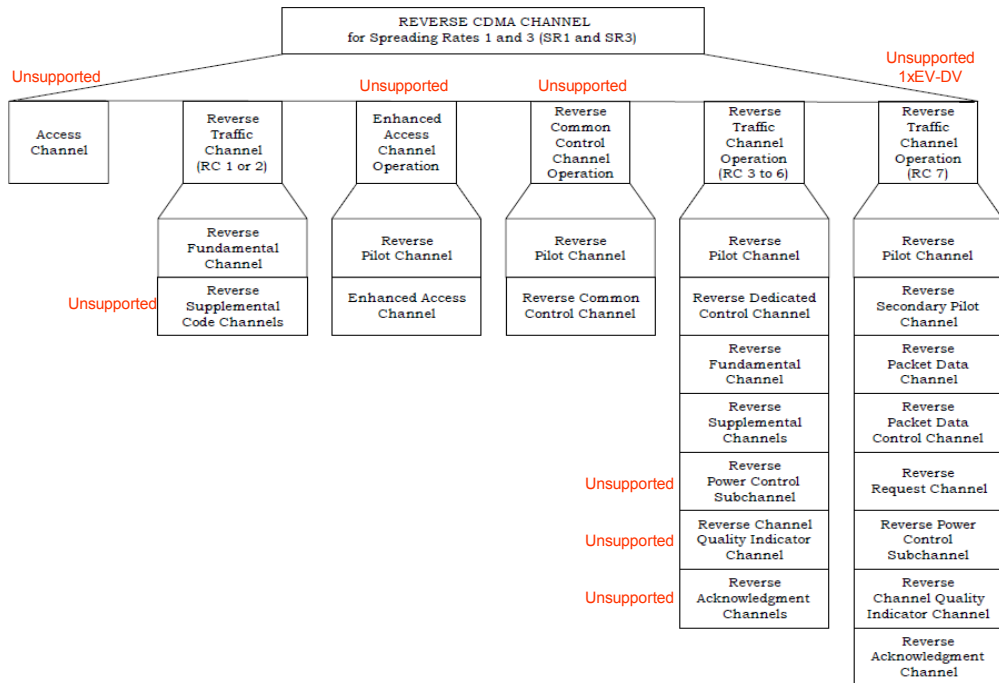 REVERSE CDMA CHANNEL
for Spreading Rates 1 and 3 (SR1 and SR3)
Unsupported
Unsupported
Unsupported
Unsupported
1xEV-DV
Access
Channel
Reverse
Traffic
Channel
(RC 1 or 2)
Enhanced
Access
Channel
Operation
Reverse
Common
Control
Channel
Operation
Reverse
Traffic
Channel
Operation
(RC 3 to 6)
Reverse
Traffic
Channel
Operation
(RC 7)
Reverse
Fundamental
Channel
Unsupported
Reverse
Supplemental
Code Channels
Reverse
Pilot Channel
Enhanced Access
Channel
Reverse
Pilot Channel
Reverse Common
Control Channel
Reverse
Pilot Channel
Reverse Dedicated
Control Channel
Reverse
Fundamental
Channel
Reverse
Supplemental
Channels
Unsupported
Reverse
Power Control
Subchannel
Unsupported
Reverse Channel
Quality Indicator
Channel
Unsupported
Reverse
Acknowledgment
Channels
Reverse
Pilot Channel
Reverse
Secondary Pilot
Channel
Reverse
Packet Data
Channel
Reverse
Packet Data
Control Channel
Reverse
Request Channel
Reverse Power
Control
Subchannel
Reverse
Channel Quality
Indicator Channel
Reverse
Acknowledgment
Channel